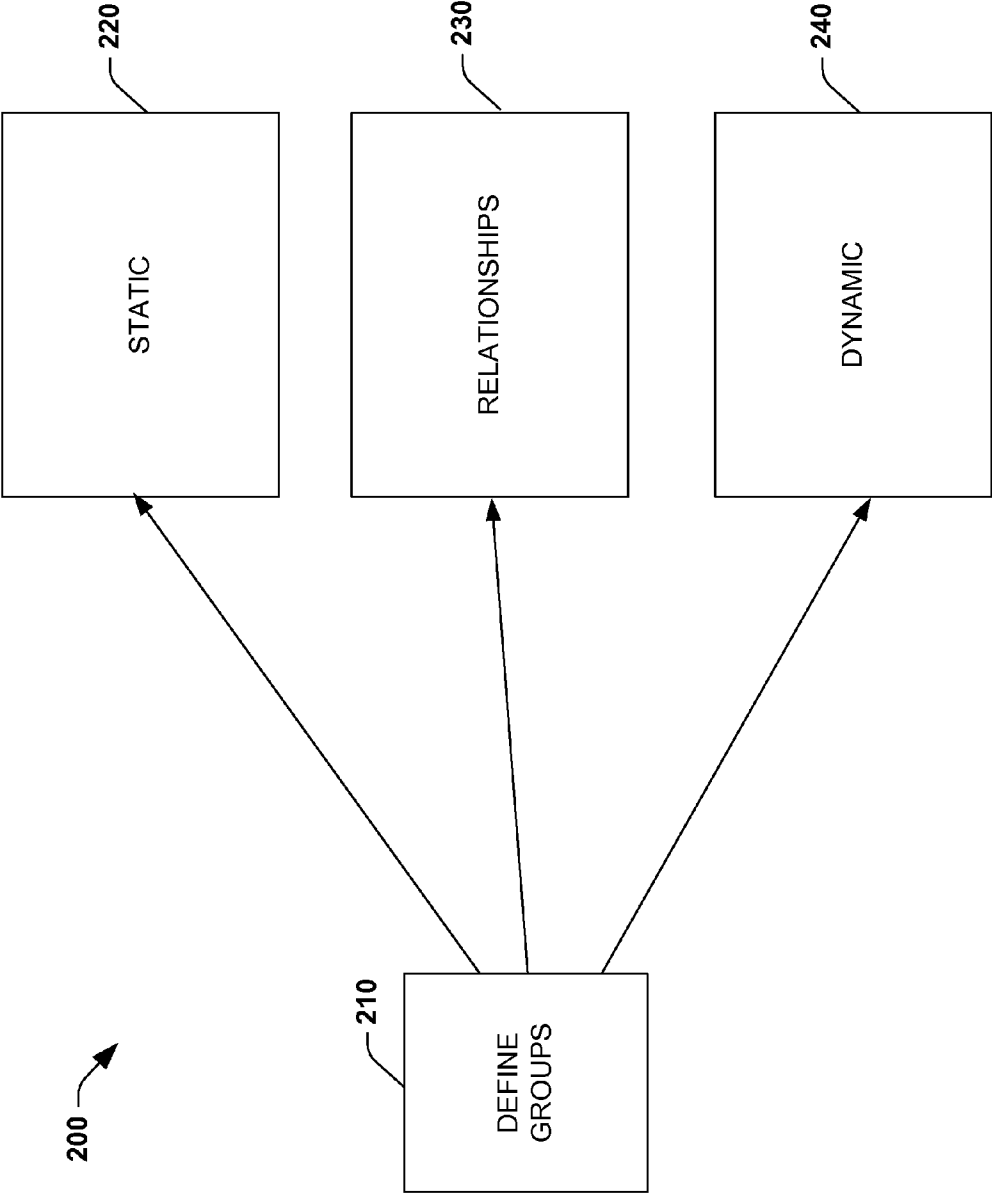 200
210
DEFINE
GROUPS
220
STATIC
230
RELATIONSHIPS
240
DYNAMIC